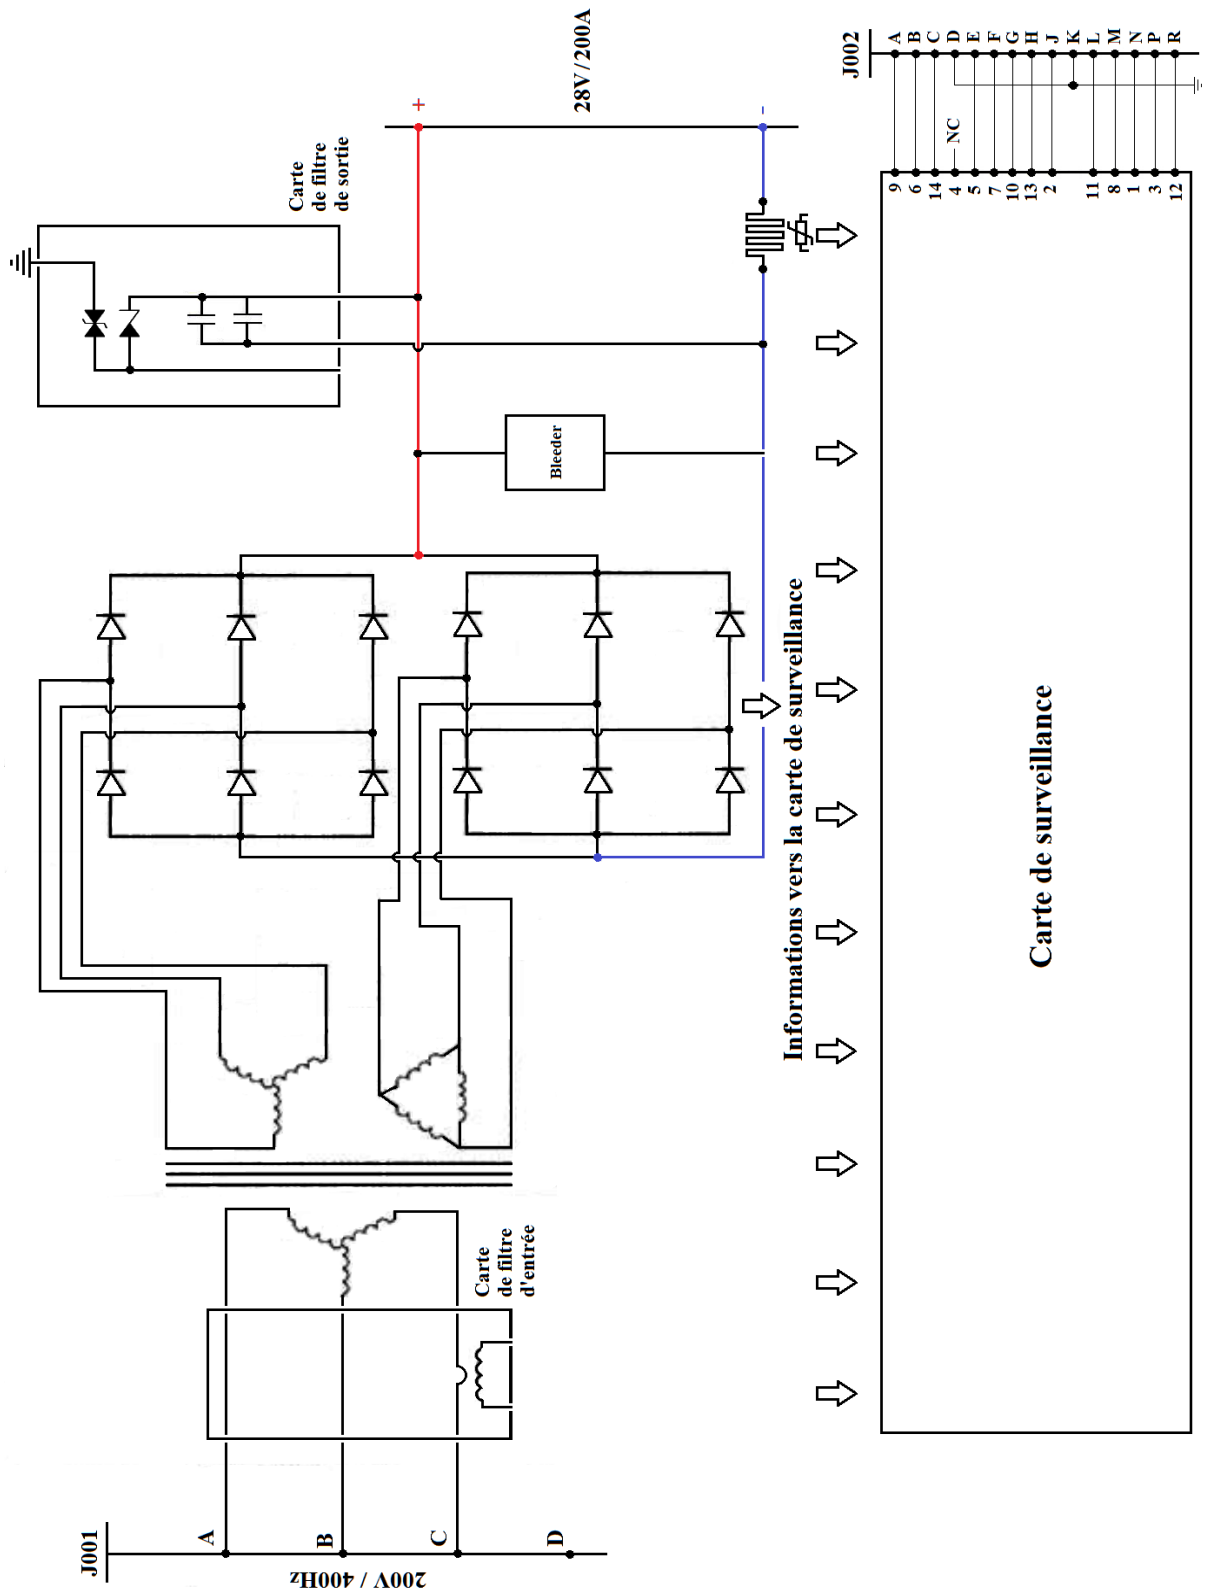 J001
200V / 400Hz
A
B
C
D
Carte
de filtre
d'entrée
Carte
de filtre
de sortie
Bleeder
+
-
28V/200A
Informations vers la carte de surveillance
Carte de surveillance
J002
A
B
C
D
E
F
G
H
J
K
L
M
N
P
R
NC
9
6
14
4
5
7
10
13
2
11
8
1
3
12